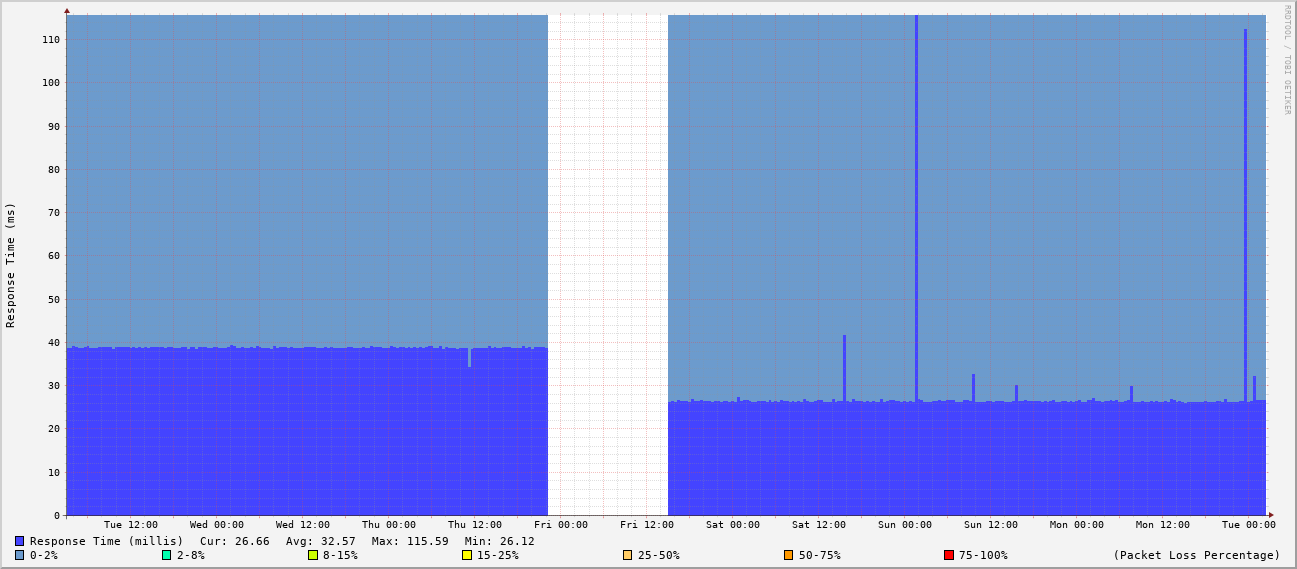 RRDTOOL / TOBI OETIKER
Response Time (ms)
110
100
90
80
70
60
50
40
30
20
10
0
Tue 12:00 Wed 00:00 Wed 12:00 Thu 00:00 Thu 12:00 Fri 00:00 Fri 12:00 Sat 00:00 Sat 12:00 Sun 00:00 Sun 12:00 Mon 00:00 Mon 12:00 Tue 00:00
Response Time (millis) Cur: 26.66 Avg: 32.57 Max: 115.59 Min: 26.12
0-2% 2-8% 8-15% 15-25% 25-50% 50-75% 75-100% (Packet Loss Percentage)